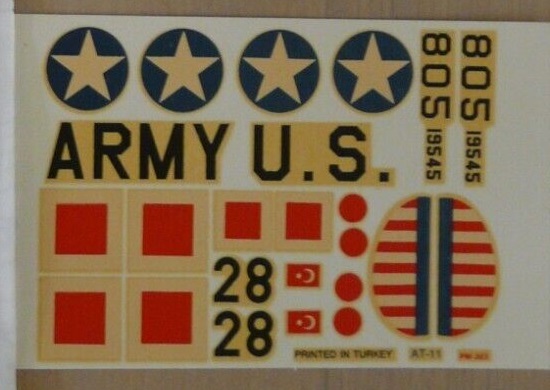 805 805
19545 19545
ARMY U.S.
28
28
PRINTED IN TURKEY AT-11 PM-303